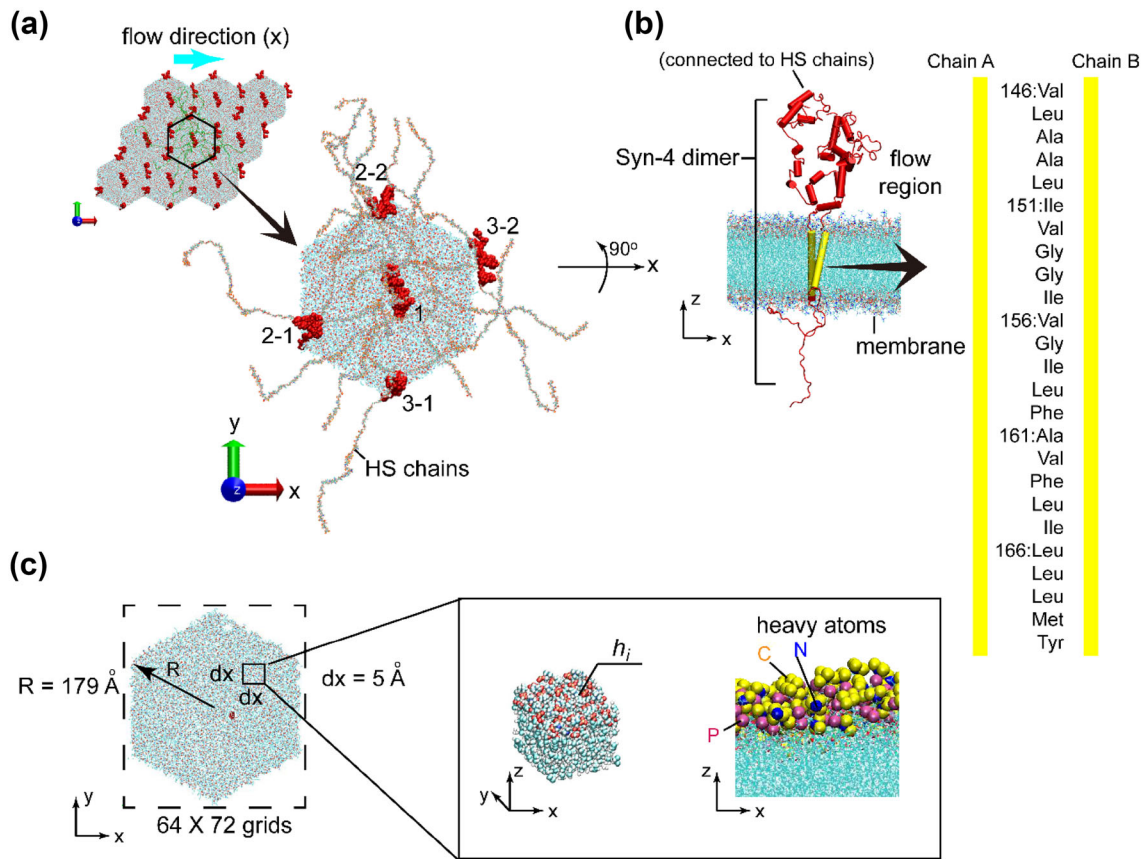 (a)
flow direction (x)
2-2
3-2
1
2-1
3-1
HS chains
y
z
x
90°
x
(b)
(connected to HS chains)
Syn-4 dimer
flow
region
z
x
membrane
Chain A
Chain B
146:Val
Leu
Ala
Ala
Leu
151:Ile
Val
Gly
Gly
Ile
156:Val
Gly
Ile
Leu
Phe
161:Ala
Val
Phe
Leu
Ile
166:Leu
Leu
Leu
Met
Tyr
(c)
R = 179 Å
R
dx
dx
dx = 5 Å
y
x
64 X 72 grids
hi
z
y
x
heavy atoms
C
N
P
z
x